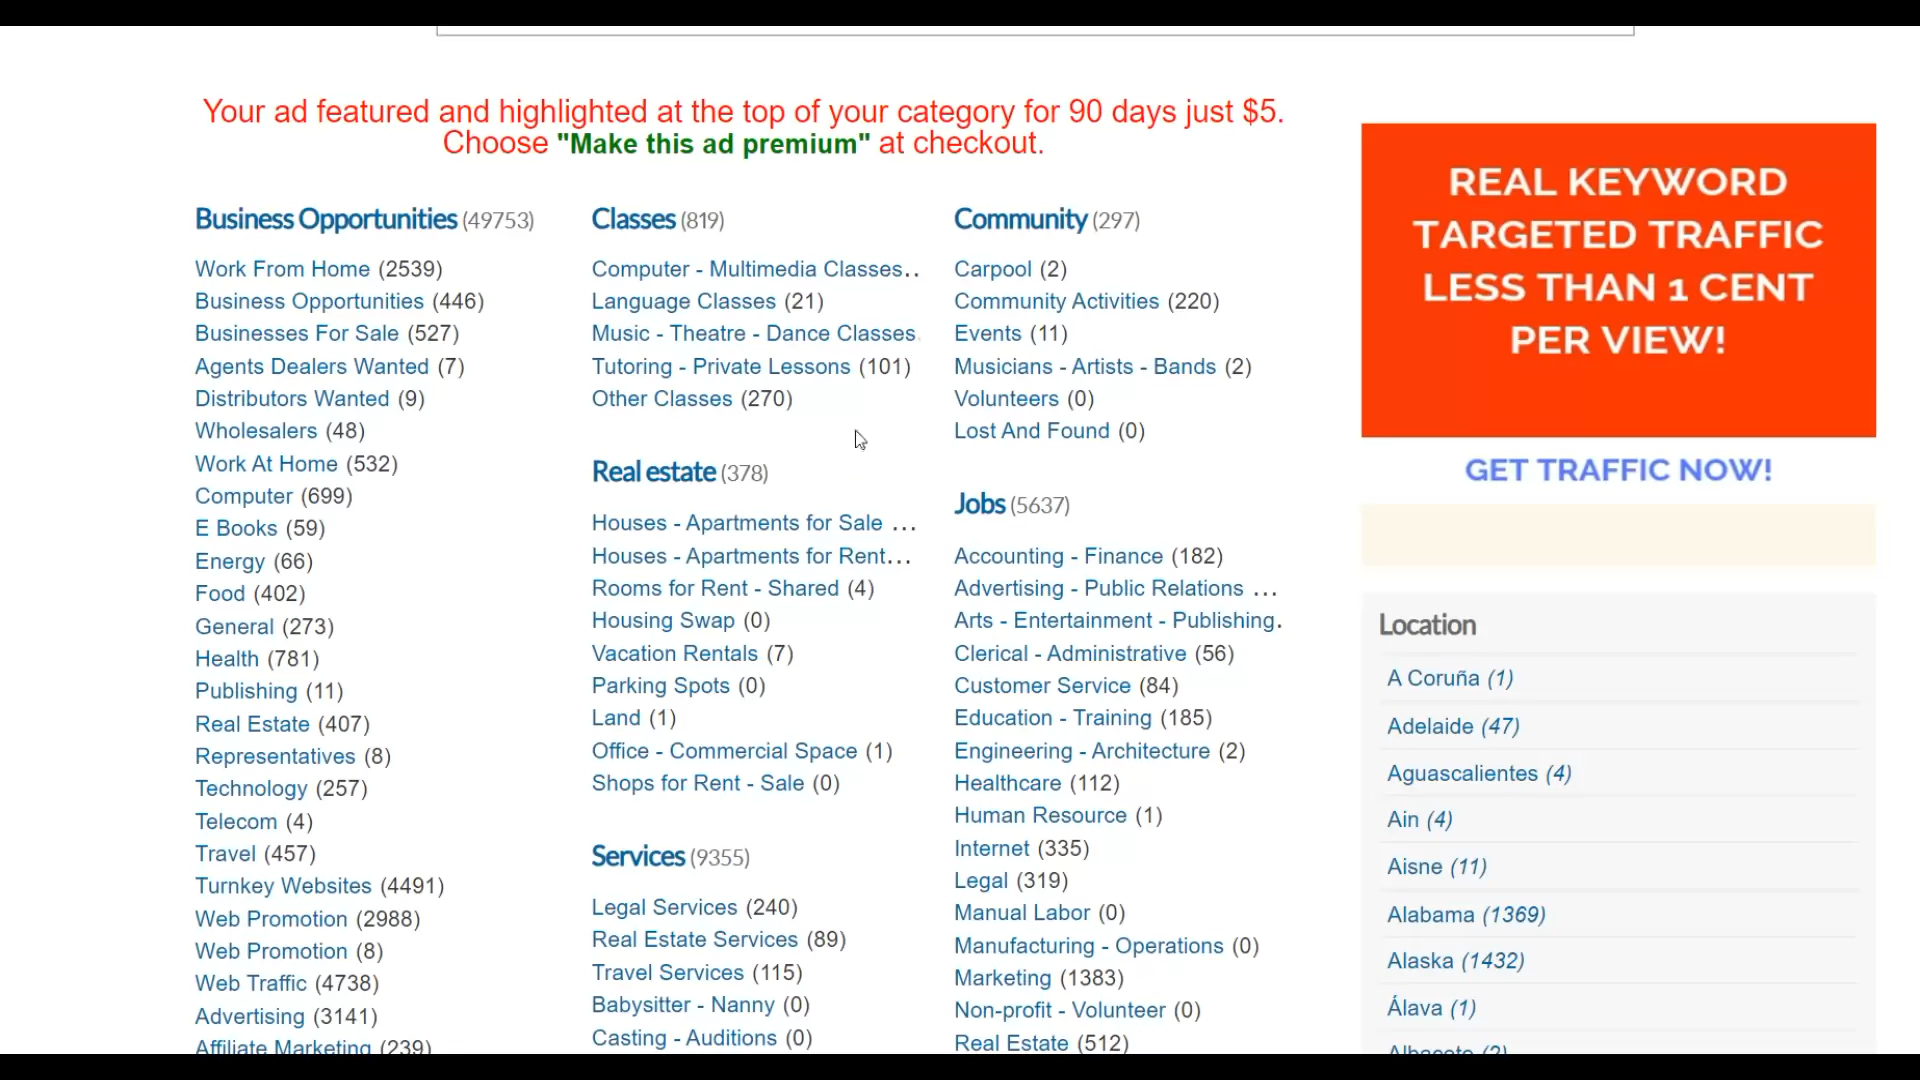 Your ad featured and highlighted at the top of your category for 90 days just $5.
Choose "Make this ad premium" at checkout.
Business Opportunities (49753)
Work From Home (2539)
Business Opportunities (446)
Businesses For Sale (527)
Agents Dealers Wanted (7)
Distributors Wanted (9)
Wholesalers (48)
Work At Home (532)
Computer (699)
E Books (59)
Energy (66)
Food (402)
General (273)
Health (781)
Publishing (11)
Real Estate (407)
Representatives (8)
Technology (257)
Telecom (4)
Travel (457)
Turnkey Websites (4491)
Web Promotion (2988)
Web Promotion (8)
Web Traffic (4738)
Advertising (3141)
Affiliate Marketing (239)
Classes (819)
Computer - Multimedia Classes..
Language Classes (21)
Music - Theatre - Dance Classes.
Tutoring - Private Lessons (101)
Other Classes (270)
Real estate (378)
Houses - Apartments for Sale ...
Houses - Apartments for Rent...
Rooms for Rent - Shared (4)
Housing Swap (0)
Vacation Rentals (7)
Parking Spots (0)
Land (1)
Office - Commercial Space (1)
Shops for Rent - Sale (0)
Services (9355)
Legal Services (240)
Real Estate Services (89)
Travel Services (115)
Babysitter - Nanny (0)
Casting - Auditions (0)
Community (297)
Carpool (2)
Community Activities (220)
Events (11)
Musicians - Artists - Bands (2)
Volunteers (0)
Lost And Found (0)
Jobs (5637)
Accounting - Finance (182)
Advertising - Public Relations ...
Arts - Entertainment - Publishing.
Clerical - Administrative (56)
Customer Service (84)
Education - Training (185)
Engineering - Architecture (2)
Healthcare (112)
Human Resource (1)
Internet (335)
Legal (319)
Manual Labor (0)
Manufacturing - Operations (0)
Marketing (1383)
Non-profit - Volunteer (0)
Real Estate (512)
REAL KEYWORD
TARGETED TRAFFIC
LESS THAN 1 CENT
PER VIEW!
GET TRAFFIC NOW!
Location
A Coruña (1)
Adelaide (47)
Aguascalientes (4)
Ain (4)
Aisne (11)
Alabama (1369)
Alaska (1432)
Álava (1)
Albacete (2)